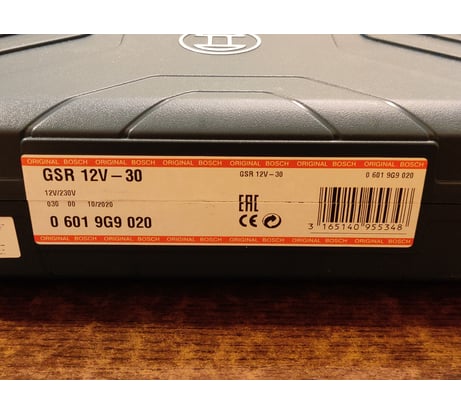 ORIGINAL BOSCH ORIGINAL BOSCH ORIGINAL BOSCH ORIGINAL BOSCH ORIGINAL BOSCH ORIGINAL BOSCH ORIGINAL BOSCH
GSR 12V-30
GSR 12V-30
0 601 9G9 020
12V/230V
030 00 10/2020
0 601 9G9 020
EAC
CE
3 165140 955348
ORIGINAL BOSCH ORIGINAL BOSCH ORIGINAL BOSCH ORIGINAL BOSCH ORIGINAL BOSCH ORIGINAL BOSCH ORIGINAL BOSCH